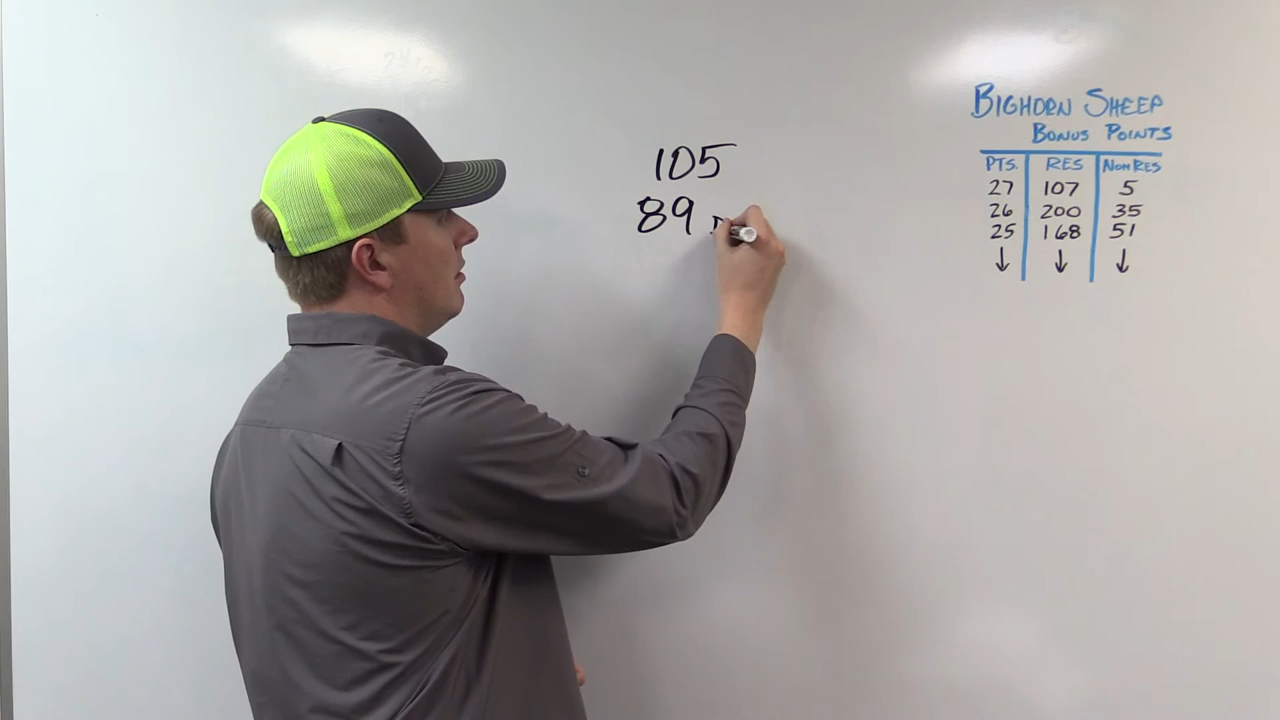 105
89
BIGHORN SHEEP
BONUS POINTS
PTS. RES NONRES
27 107 5
26 200 35
25 168 51
↓ ↓ ↓